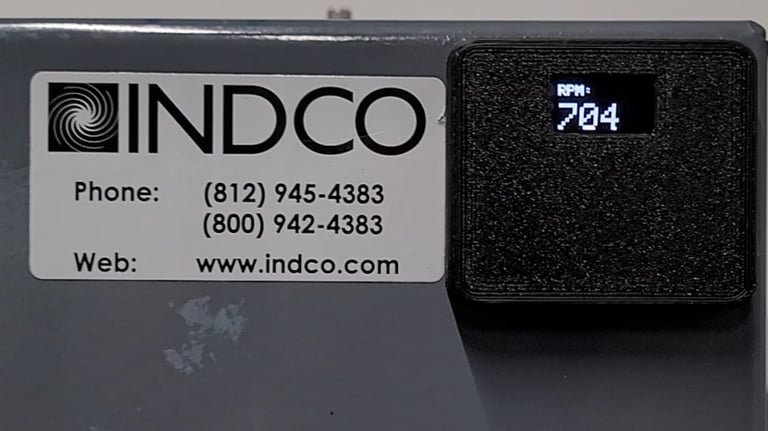 INDCO
Phone: (812) 945-4383
(800) 942-4383
Web: www.indco.com
RPM:
704